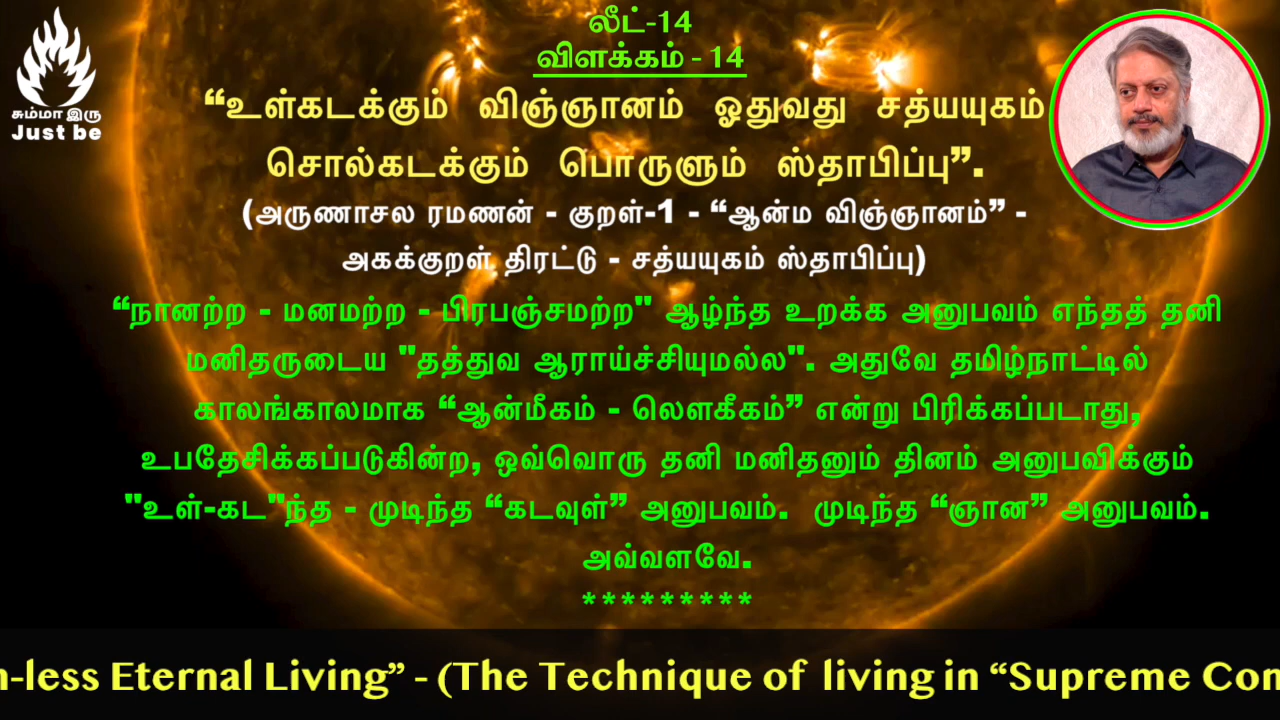 சும்மா இரு
Just be
லீட்-14
விளக்கம் - 14
“உள்கடக்கும் விஞ்ஞானம் ஓதுவது சத்யயுகம்
சொல்கடக்கும் பொருளும் ஸ்தாபிப்பு”.
(அருணாசல ரமணன் - குறள்-1 - “ஆன்ம விஞ்ஞானம்” -
அகக்குறள் திரட்டு - சத்யயுகம் ஸ்தாபிப்பு)
“நானற்ற - மனமற்ற - பிரபஞ்சமற்ற" ஆழ்ந்த உறக்க அனுபவம் எந்தத் தனி
மனிதருடைய "தத்துவ ஆராய்ச்சியுமல்ல". அதுவே தமிழ்நாட்டில்
காலங்காலமாக “ஆன்மீகம் - லௌகீகம்” என்று பிரிக்கப்படாது,
உபதேசிக்கப்படுகின்ற, ஒவ்வொரு தனி மனிதனும் தினம் அனுபவிக்கும்
"உள்-கட"ந்த - முடிந்த “கடவுள்” அனுபவம். முடிந்த “ஞான” அனுபவம்.
அவ்வளவே.
*********
n-less Eternal Living” - (The Technique of living in “Supreme Con